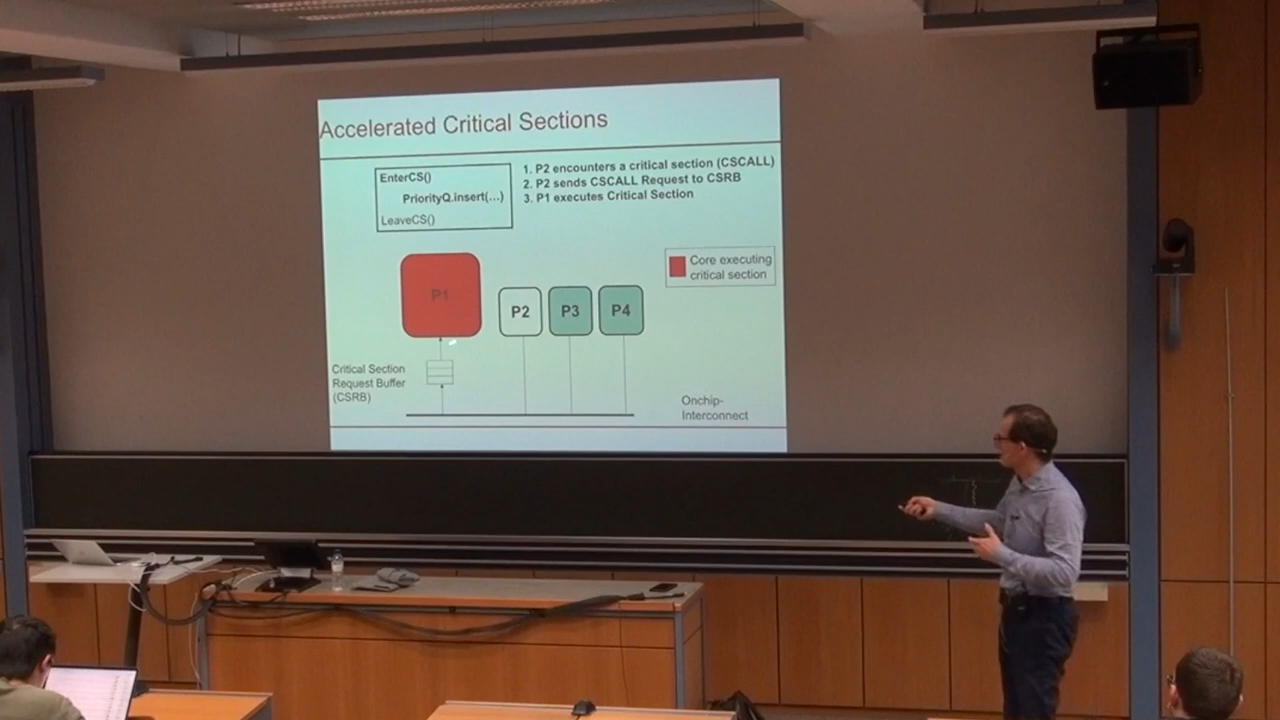 Accelerated Critical Sections
EnterCS()
PriorityQ.insert(...)
LeaveCS()
1. P2 encounters a critical section (CSCALL)
2. P2 sends CSCALL Request to CSRB
3. P1 executes Critical Section
Core executing
critical section
P1
P2
P3
P4
Critical Section
Request Buffer
(CSRB)
Onchip-
Interconnect